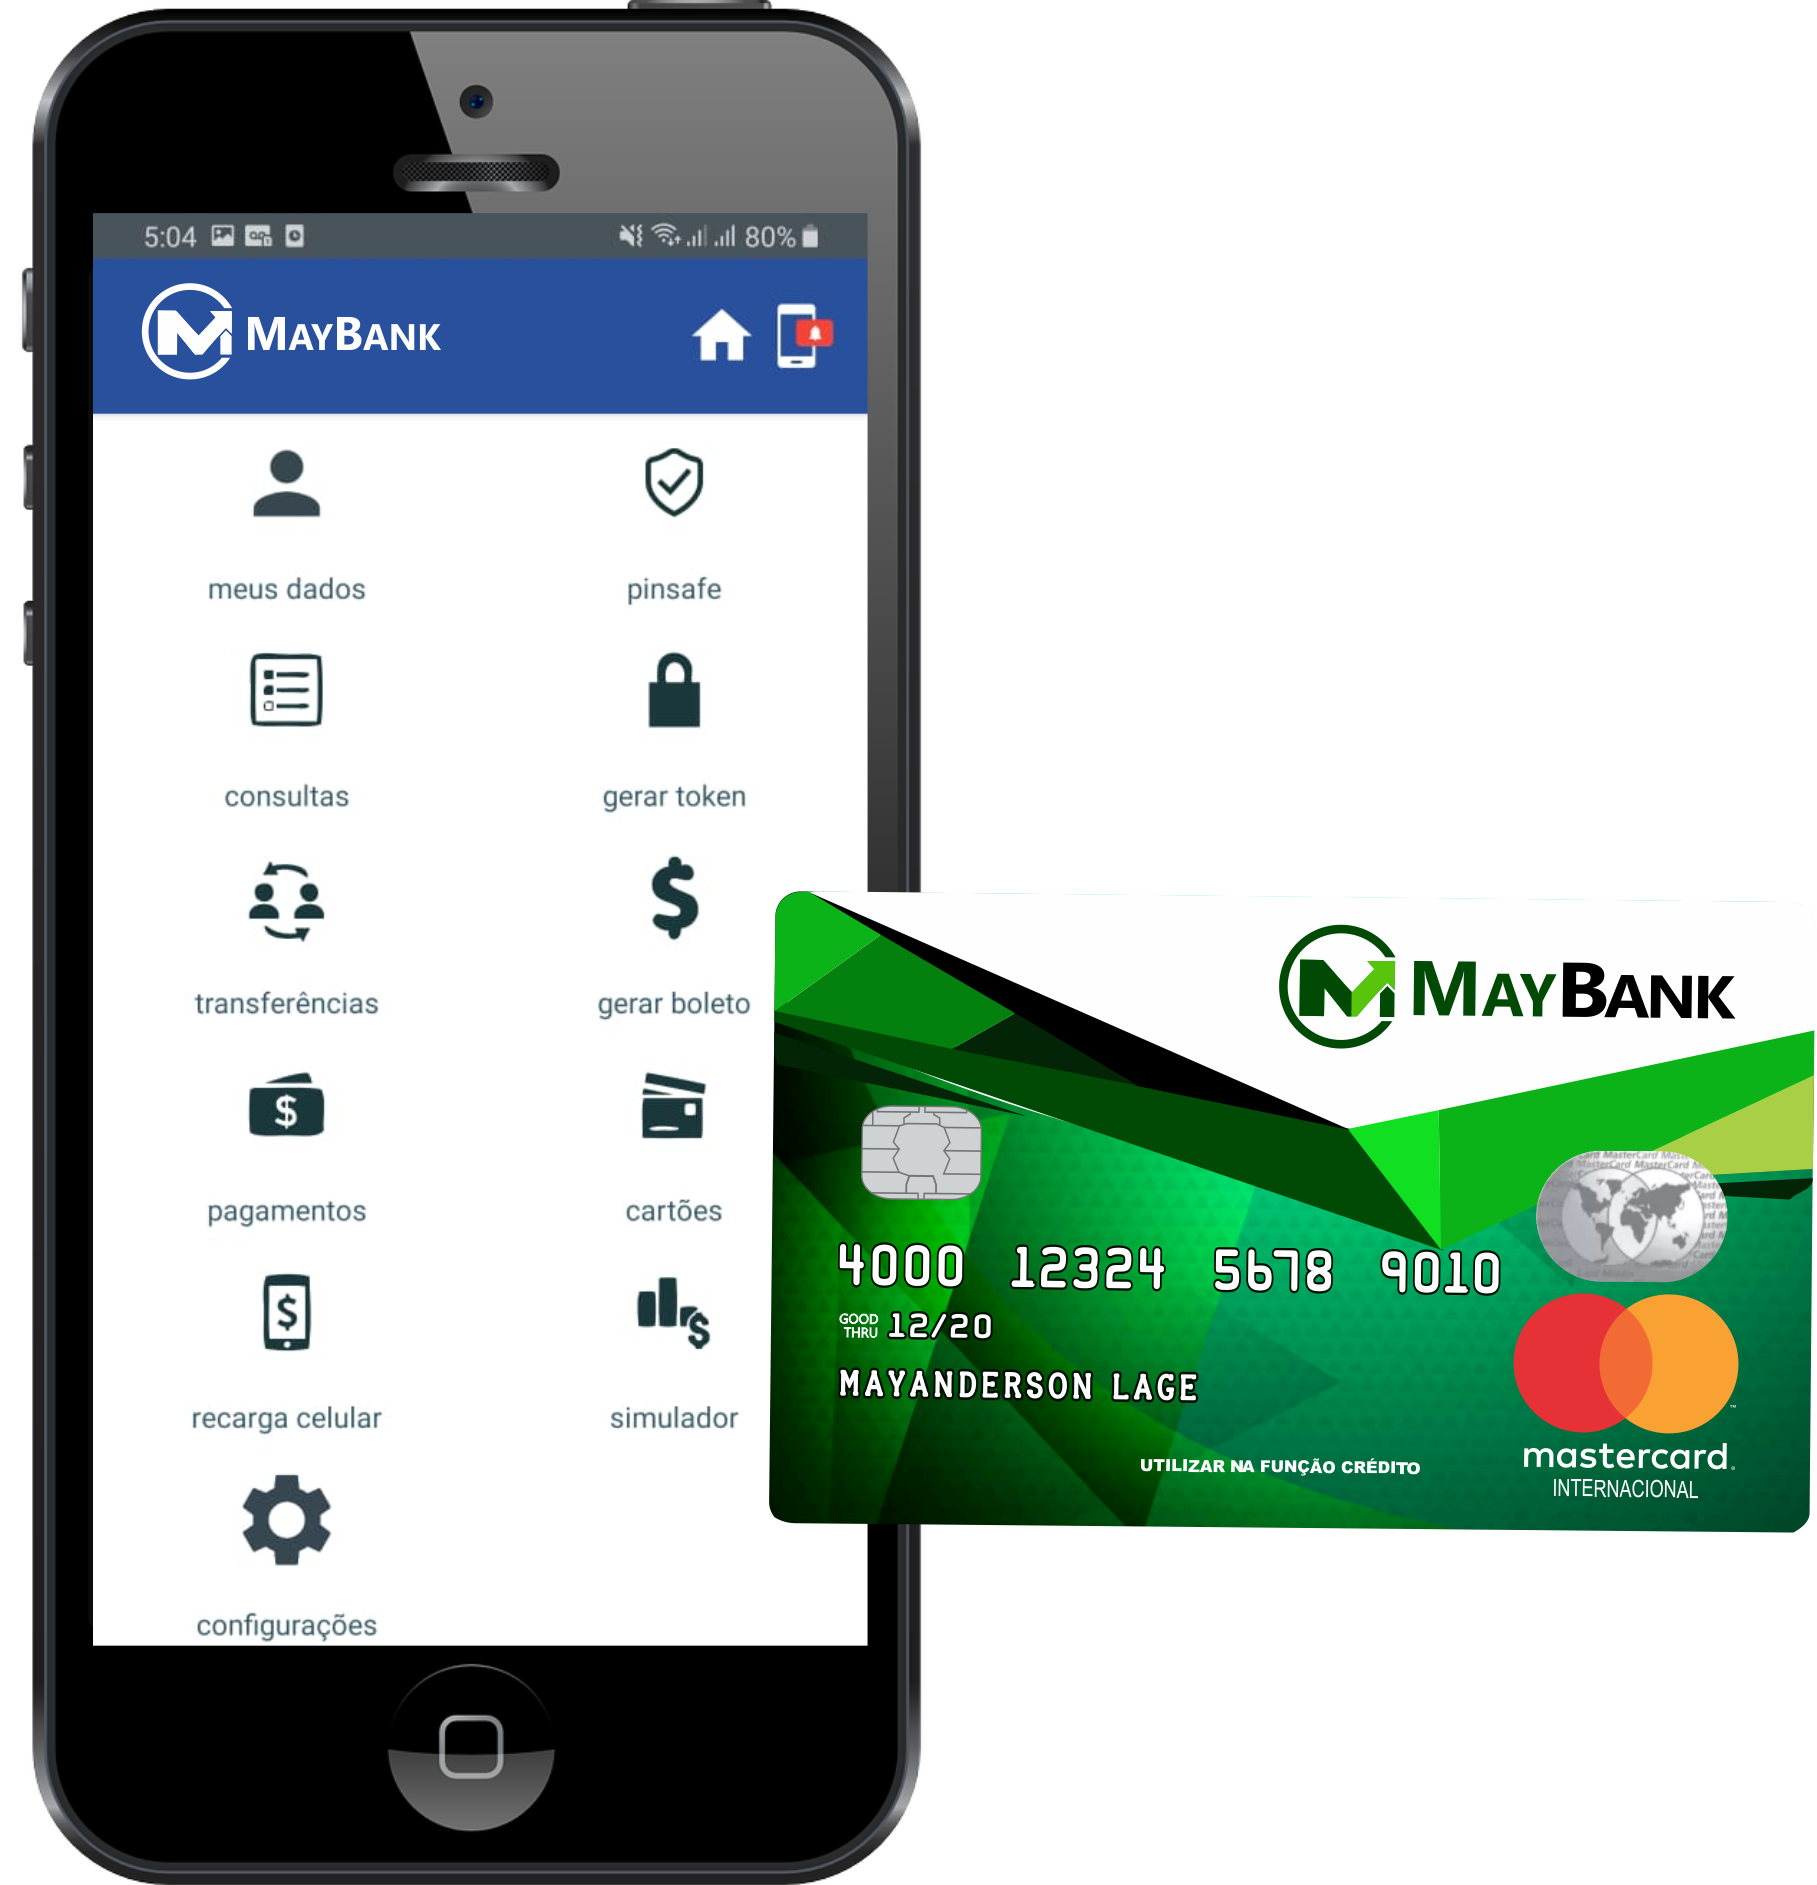 5:04 80%
MAYBANK
meus dados pinsafe
consultas gerar token
transferências gerar boleto
pagamentos cartões
recarga celular simulador
configurações
MAYBANK
4000 12324 5678 9010
GOOD THRU 12/20
MAYANDERSON LAGE
UTILIZAR NA FUNÇÃO CRÉDITO
mastercard.
INTERNACIONAL